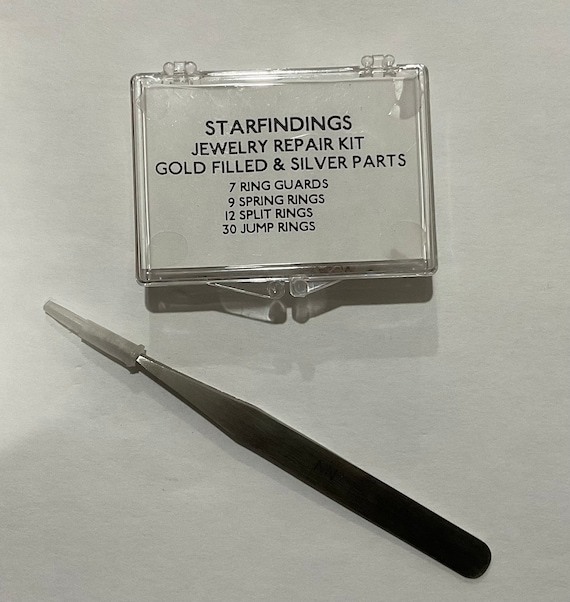 STARFINDINGS
JEWELRY REPAIR KIT
GOLD FILLED & SILVER PARTS
7 RING GUARDS
9 SPRING RINGS
12 SPLIT RINGS
30 JUMP RINGS